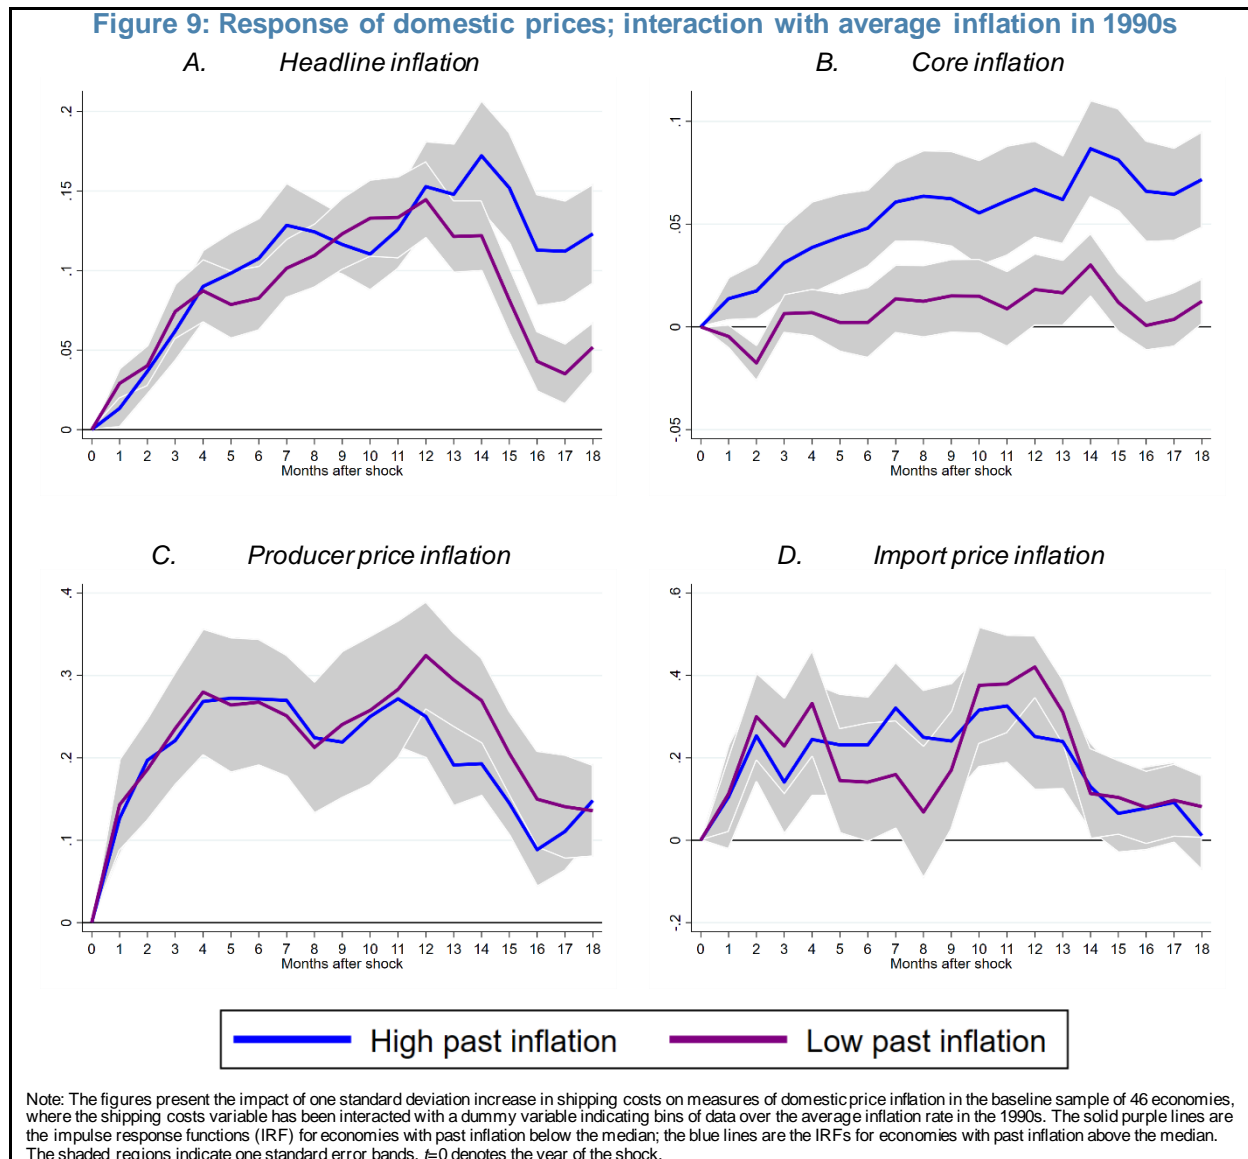 Figure 9: Response of domestic prices; interaction with average inflation in 1990s
A. Headline inflation
.2
.15
.1
.05
0
0 1 2 3 4 5 6 7 8 9 10 11 12 13 14 15 16 17 18
Months after shock
B. Core inflation
.1
.05
0
-.05
0 1 2 3 4 5 6 7 8 9 10 11 12 13 14 15 16 17 18
Months after shock
C. Producer price inflation
.4
.3
.2
.1
0
0 1 2 3 4 5 6 7 8 9 10 11 12 13 14 15 16 17 18
Months after shock
D. Import price inflation
.6
.4
.2
0
-.2
0 1 2 3 4 5 6 7 8 9 10 11 12 13 14 15 16 17 18
Months after shock
High past inflation Low past inflation
Note: The figures present the impact of one standard deviation increase in shipping costs on measures of domestic price inflation in the baseline sample of 46 economies,
where the shipping costs variable has been interacted with a dummy variable indicating bins of data over the average inflation rate in the 1990s. The solid purple lines are
the impulse response functions (IRF) for economies with past inflation below the median; the blue lines are the IRFs for economies with past inflation above the median.
The shaded regions indicate one standard error bands. t=0 denotes the year of the shock.